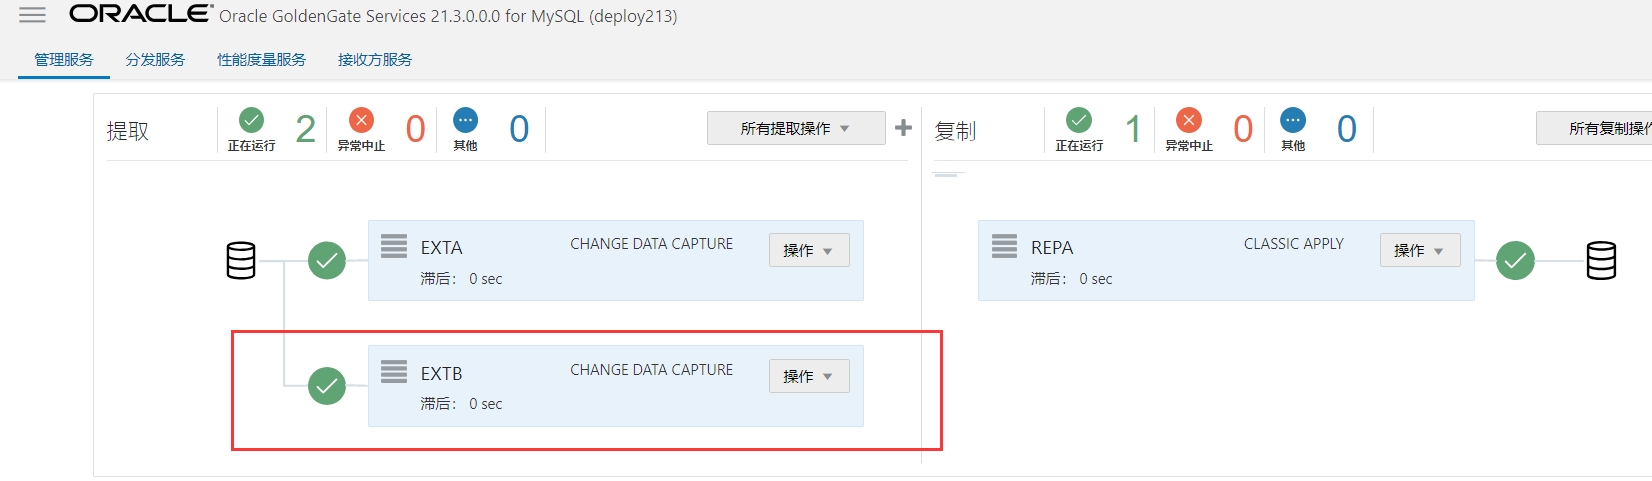 ORACLE Oracle GoldenGate Services 21.3.0.0.0 for MySQL (deploy213)
管理服务 分发服务 性能度量服务 接收方服务
提取 正在运行 2 异常中止 0 其他 0 所有提取操作
EXTA CHANGE DATA CAPTURE 操作
滞后： 0 sec
EXTB CHANGE DATA CAPTURE 操作
滞后： 0 sec
复制 正在运行 1 异常中止 0 其他 0 所有复制操作
REPA CLASSIC APPLY 操作
滞后： 0 sec